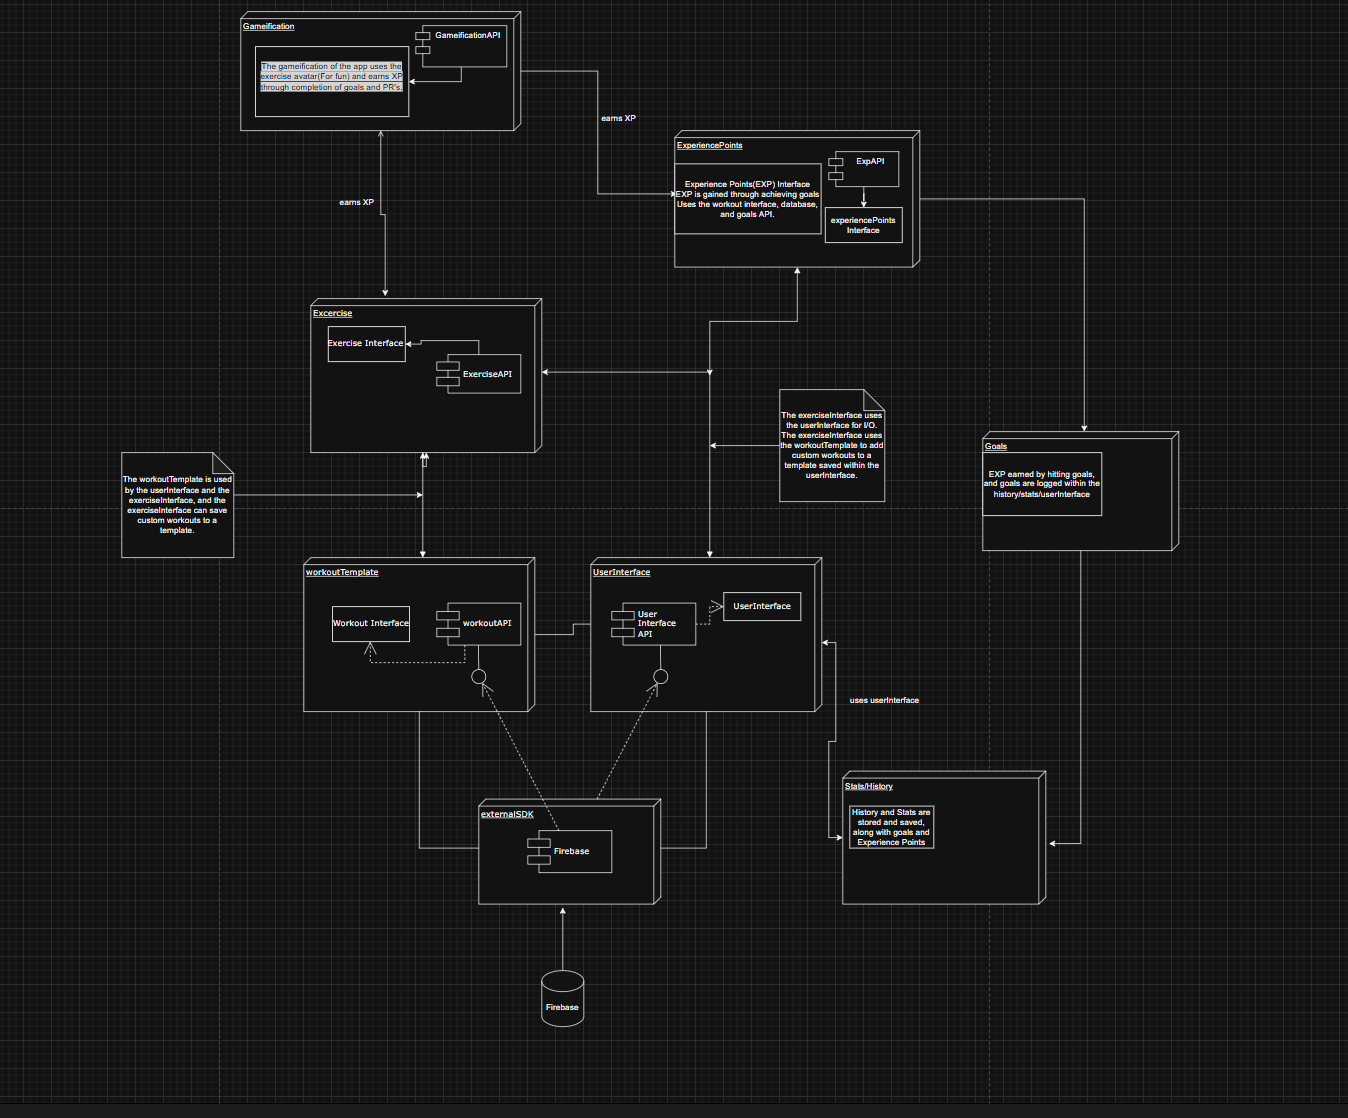 Gameification
GameificationAPI
The gameification of the app uses the
exercise avatar(For fun) and earns XP
through completion of goals and PR's.
earns XP
ExperiencePoints
ExpAPI
Experience Points(EXP) Interface
EXP is gained through achieving goals
Uses the workout interface, database,
and goals API.
experiencePoints
Interface
earns XP
Excercise
Exercise Interface
ExerciseAPI
The exerciseInterface uses
the userInterface for I/O.
The exerciseInterface uses
the workoutTemplate to add
custom workouts to a
template saved within the
userInterface.
Goals
EXP earned by hitting goals,
and goals are logged within the
history/stats/userInterface
The workoutTemplate is used
by the userInterface and the
exerciseInterface, and the
exerciseInterface can save
custom workouts to a
template.
workoutTemplate
Workout Interface
workoutAPI
UserInterface
User
Interface
API
UserInterface
uses userInterface
Stats/History
History and Stats are
stored and saved,
along with goals and
Experience Points
externalSDK
Firebase
Firebase